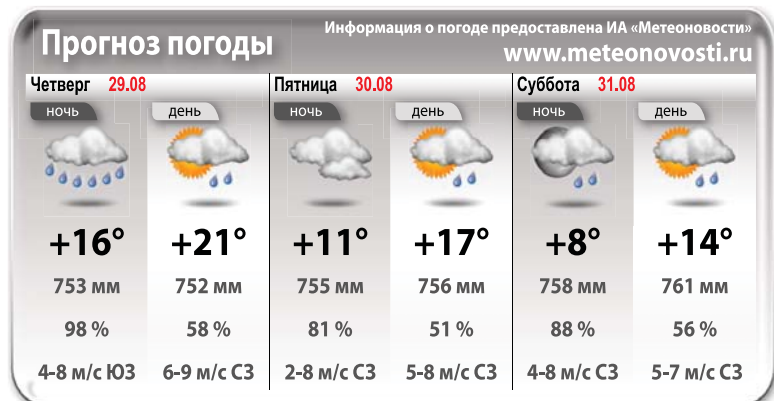 Прогноз погоды
Информация о погоде предоставлена ИА «Метеоновости»
www.meteonovosti.ru
Четверг 29.08 Пятница 30.08 Суббота 31.08
ночь день ночь день ночь день
+16° +21° +11° +17° +8° +14°
753 мм 752 мм 755 мм 756 мм 758 мм 761 мм
98 % 58 % 81 % 51 % 88 % 56 %
4-8 м/с ЮЗ 6-9 м/с СЗ 2-8 м/с СЗ 5-8 м/с СЗ 4-8 м/с СЗ 5-7 м/с СЗ